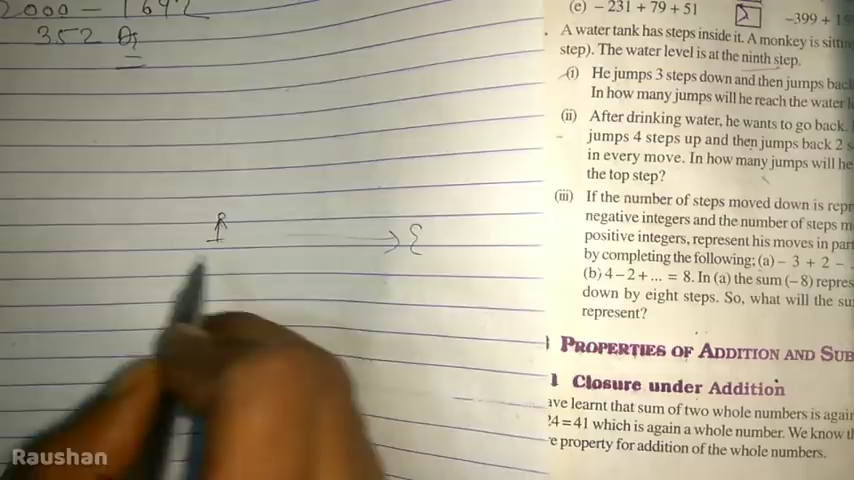 2000 - 1642
352 Ag
(e) – 231 + 79 + 51
-399 + 15
A water tank has steps inside it. A monkey is sittin
step). The water level is at the ninth step.
(i) He jumps 3 steps down and then jumps back
In how many jumps will he reach the water l
(ii) After drinking water, he wants to go back.
jumps 4 steps up and then jumps back 2 s
in every move. In how many jumps will he
the top step?
(iii) If the number of steps moved down is repr
negative integers and the number of steps m
positive integers, represent his moves in part
by completing the following; (a) – 3 + 2 –
(b) 4 – 2 + ... = 8. In (a) the sum (– 8) repres
down by eight steps. So, what will the su
represent?
PROPERTIES OF ADDITION AND SUB
1 Closure under Addition
ave learnt that sum of two whole numbers is again
24 = 41 which is again a whole number. We know th
e property for addition of the whole numbers.
Raushan